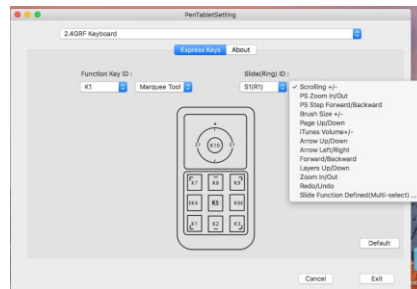 PenTabletSetting
2.4GRF Keyboard
Express Keys About
Function Key ID :
Slide(Ring) ID :
K1
Marquee Tool
S1(R1)
✓ Scrolling +/-
PS Zoom In/Out
PS Step Forward/Backward
Brush Size +/-
Page Up/Down
iTunes Volume+/-
Arrow Up/Down
Arrow Left/Right
Forward/Backward
Layers Up/Down
Zoom In/Out
Redo/Undo
Slide Function Defined(Multi-select) ...
S1 K10 S1
K7 K8 K9
K4 K5 K6
K1 K2 K3
Default
Cancel Exit